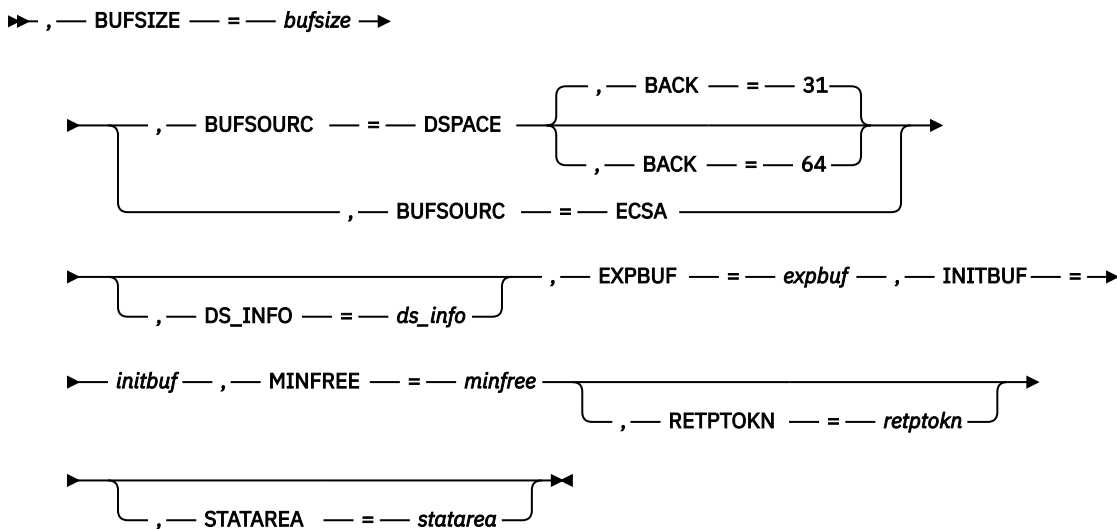 , BUFSIZE = bufsize
, BACK = 31
, BUFSOURC = DSPACE
, BACK = 64
, BUFSOURC = ECSA
, EXPBUF = expbuf , INITBUF =
, DS_INFO = ds_info
initbuf , MINFREE = minfree
, RETPTOKN = retptokn
, STATAREA = statarea